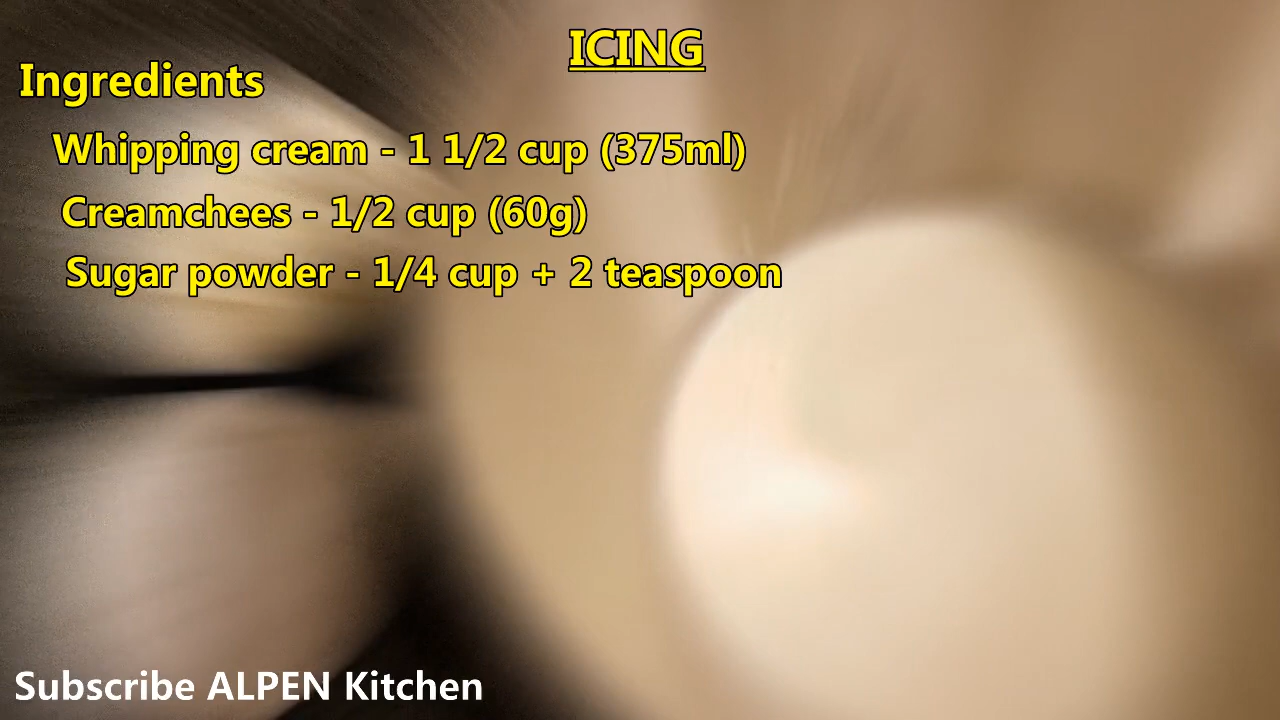 ICING
Ingredients
Whipping cream - 1 1/2 cup (375ml)
Creamchees - 1/2 cup (60g)
Sugar powder - 1/4 cup + 2 teaspoon
Subscribe ALPEN Kitchen